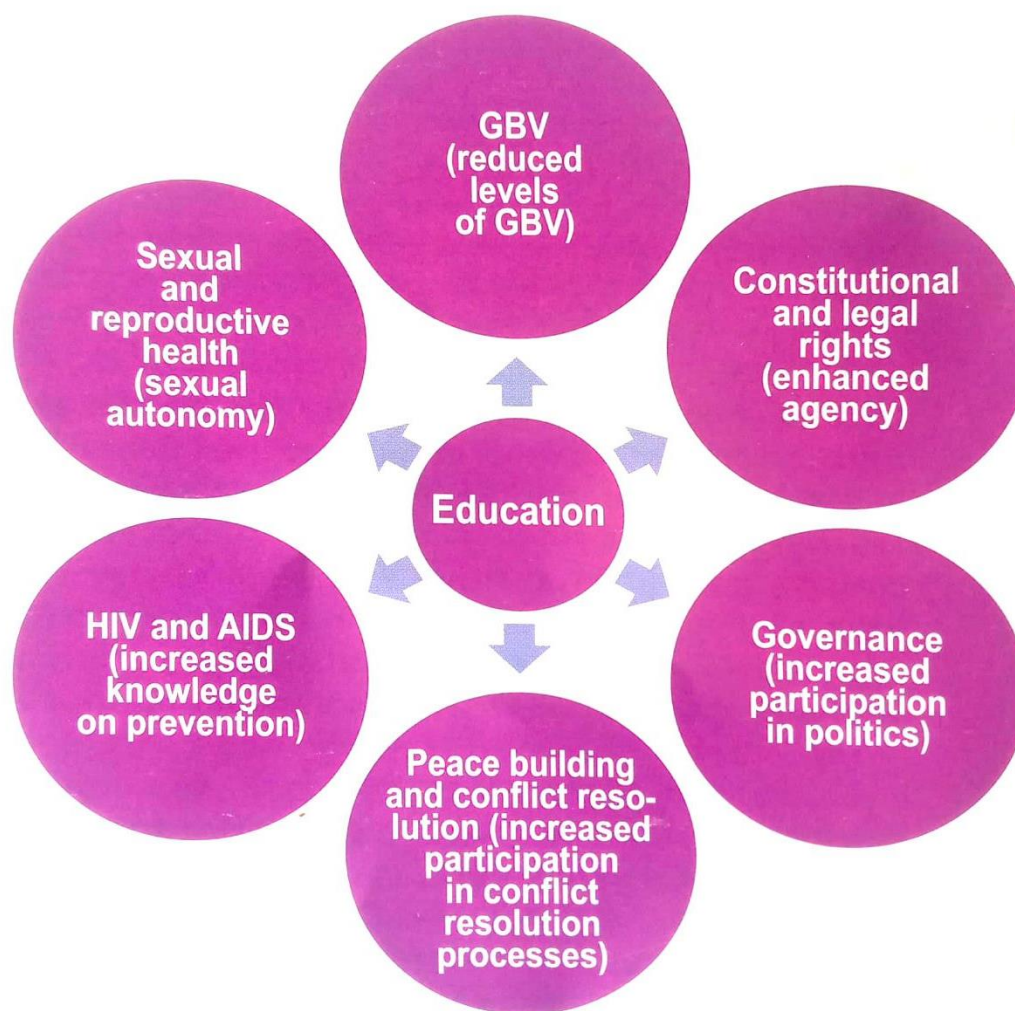 GBV
(reduced
levels
of GBV)
Sexual
and
reproductive
health
(sexual
autonomy)
Constitutional
and legal
rights
(enhanced
agency)
Education
HIV and AIDS
(increased
knowledge
on prevention)
Governance
(increased
participation
in politics)
Peace building
and conflict reso-
lution (increased
participation
in conflict
resolution
processes)